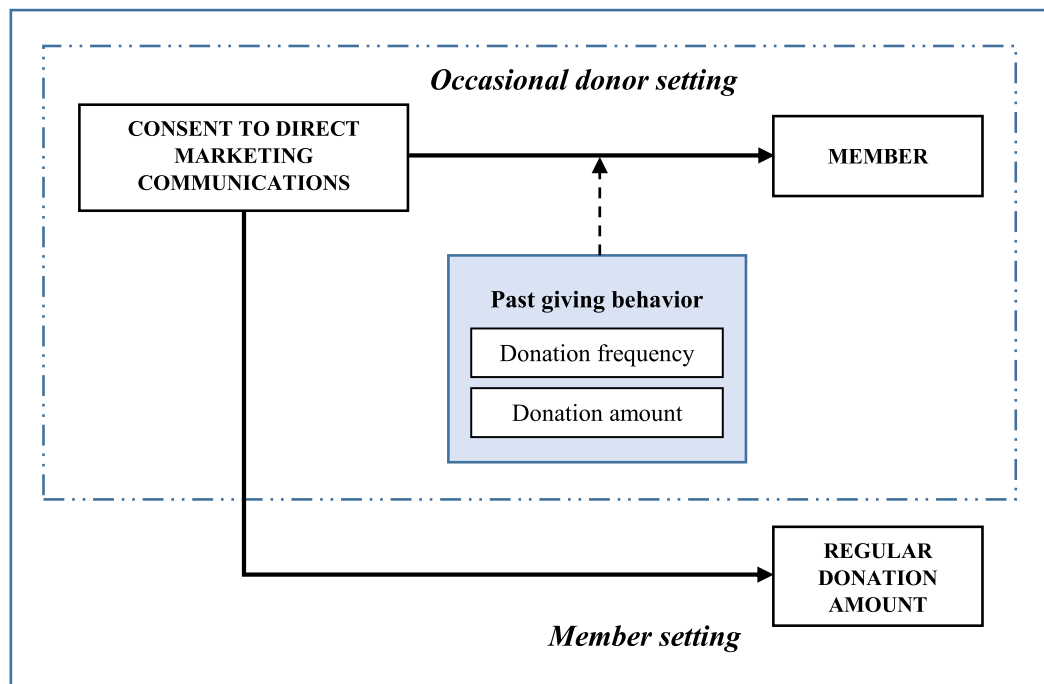 Occasional donor setting
CONSENT TO DIRECT
MARKETING
COMMUNICATIONS
MEMBER
Past giving behavior
Donation frequency
Donation amount
REGULAR
DONATION
AMOUNT
Member setting